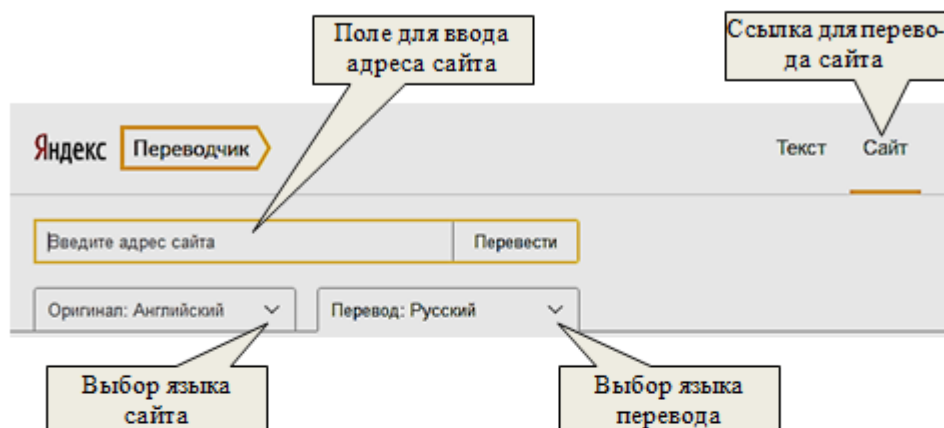 Поле для ввода
адреса сайта
Ссылка для перево-
да сайта
Яндекс Переводчик Текст Сайт
Введите адрес сайта Перевести
Оригинал: Английский Перевод: Русский
Выбор языка
сайта
Выбор языка
перевода